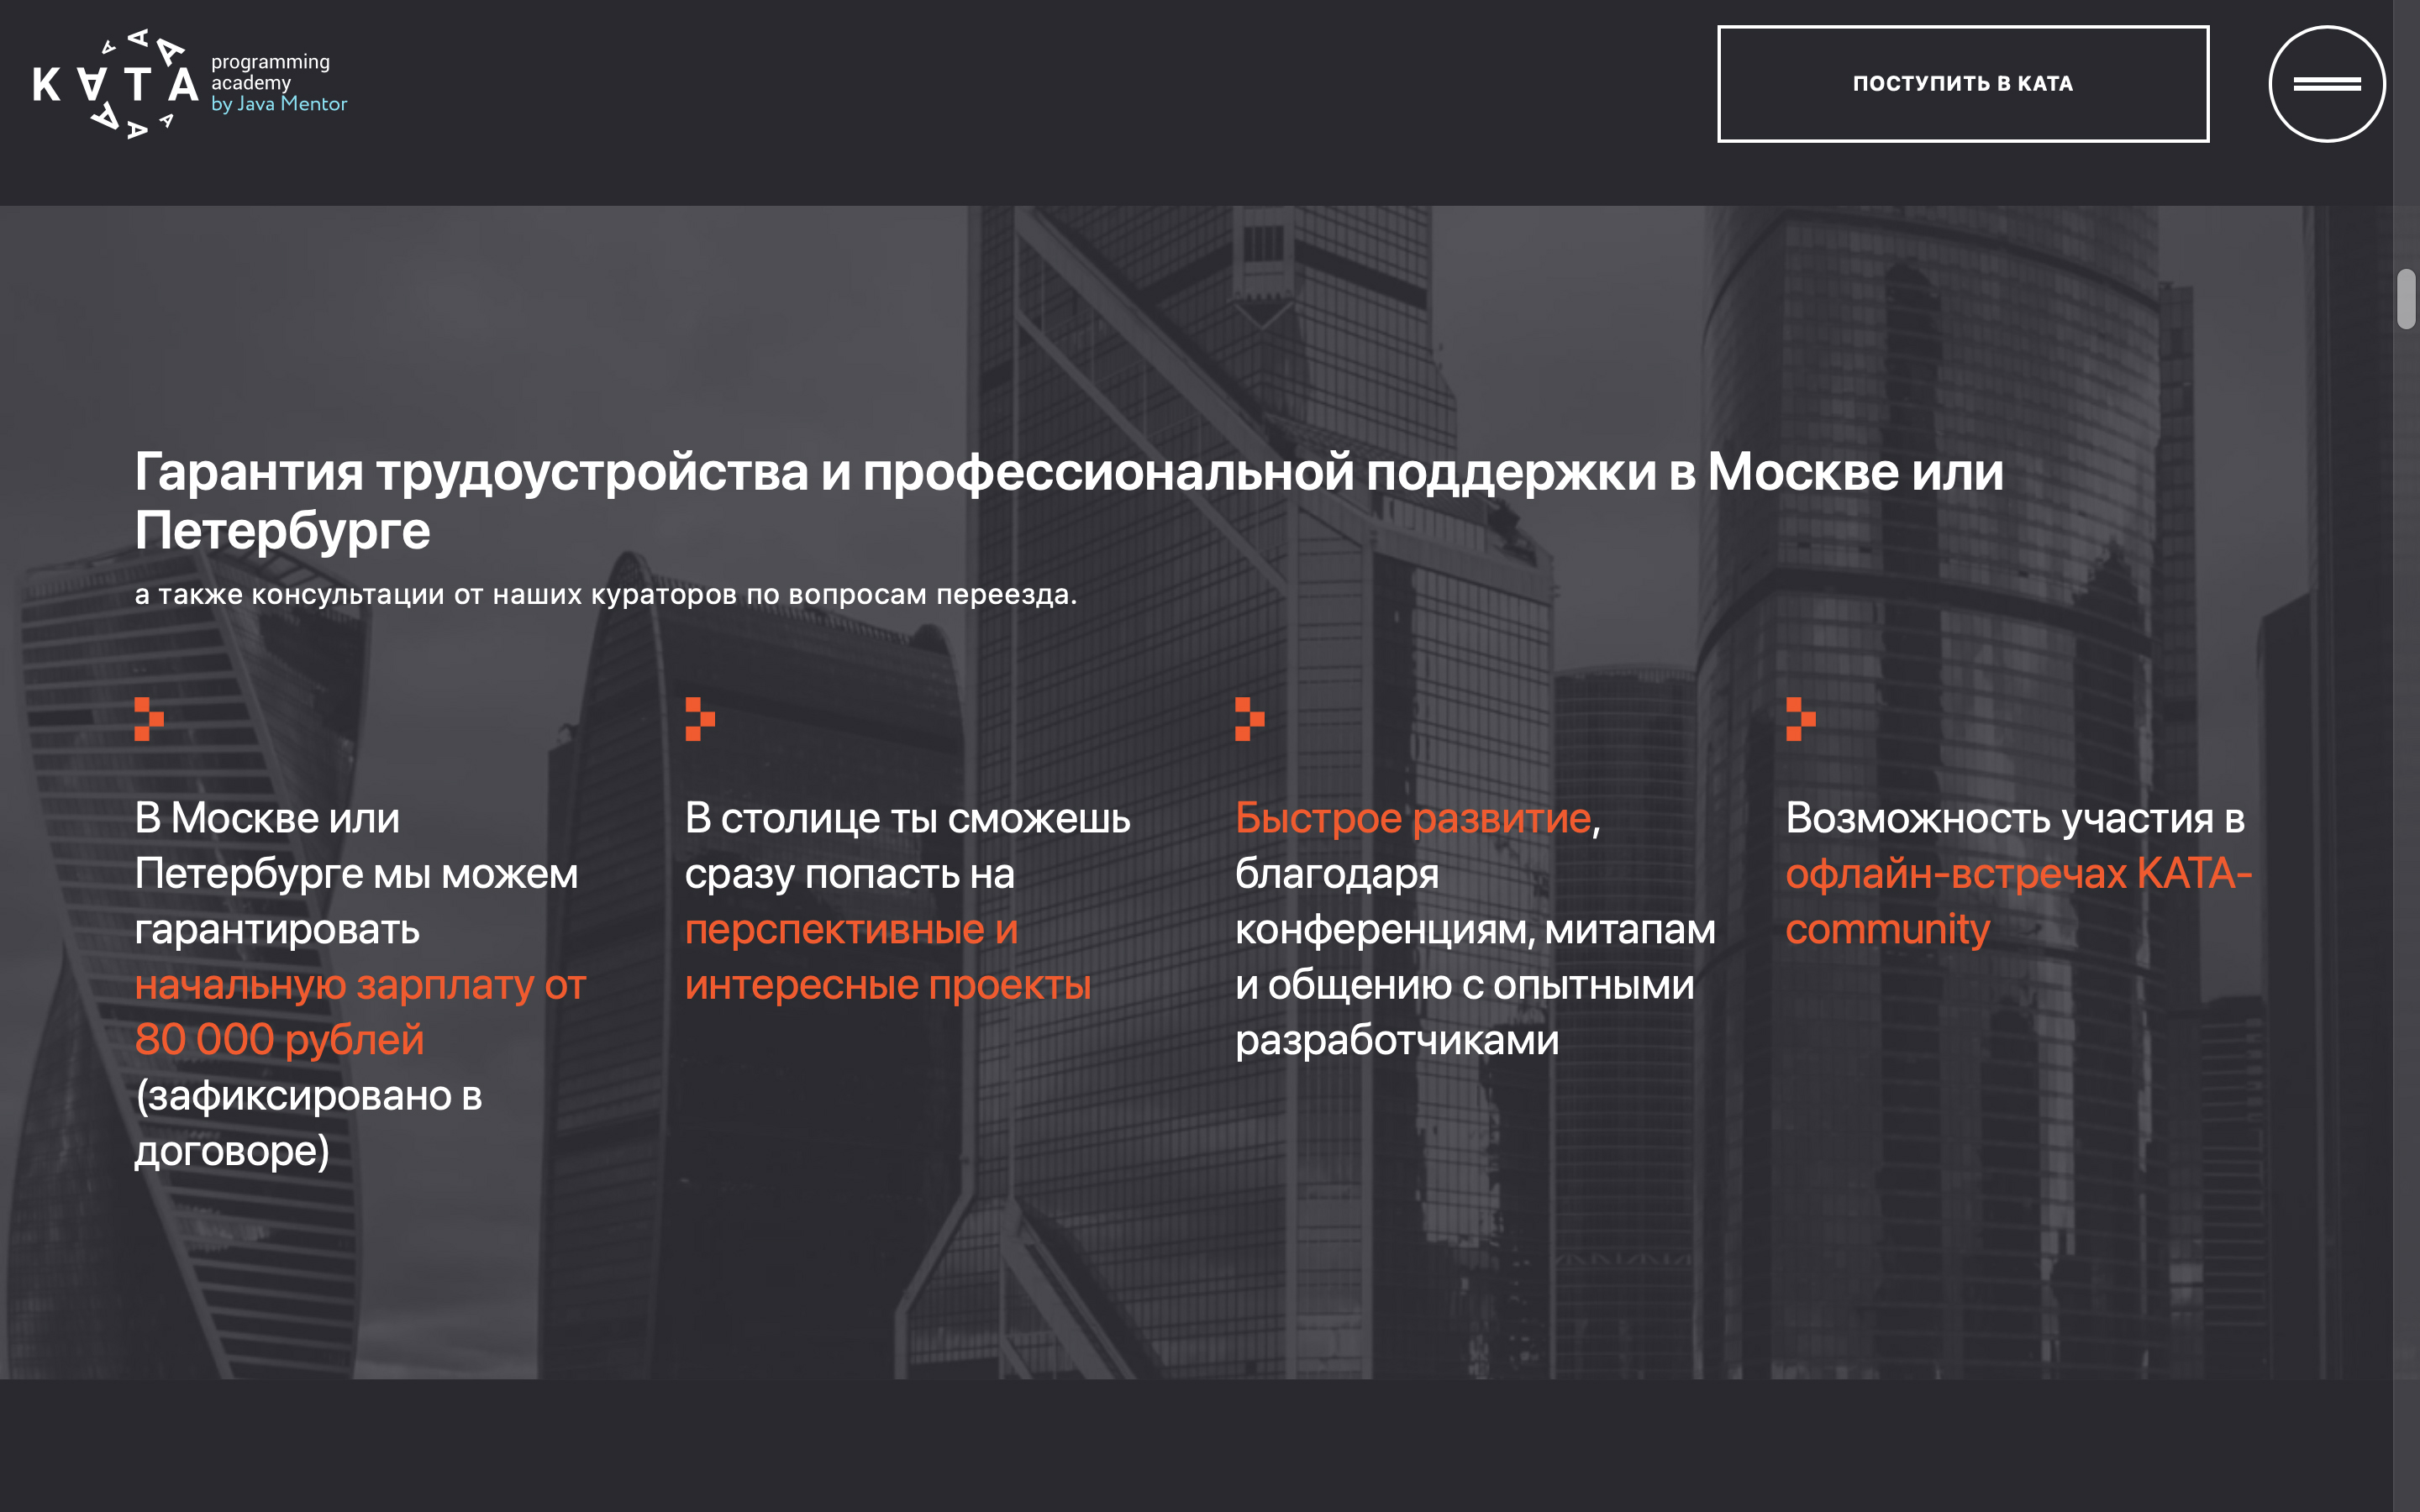 K A T A
programming
academy
by Java Mentor
ПОСТУПИТЬ В КАТА
Гарантия трудоустройства и профессиональной поддержки в Москве или
Петербурге
а также консультации от наших кураторов по вопросам переезда.
В Москве или
Петербурге мы можем
гарантировать
начальную зарплату от
80 000 рублей
(зафиксировано в
договоре)
В столице ты сможешь
сразу попасть на
перспективные и
интересные проекты
Быстрое развитие,
благодаря
конференциям, митапам
и общению с опытными
разработчиками
Возможность участия в
офлайн-встречах KATA-
community